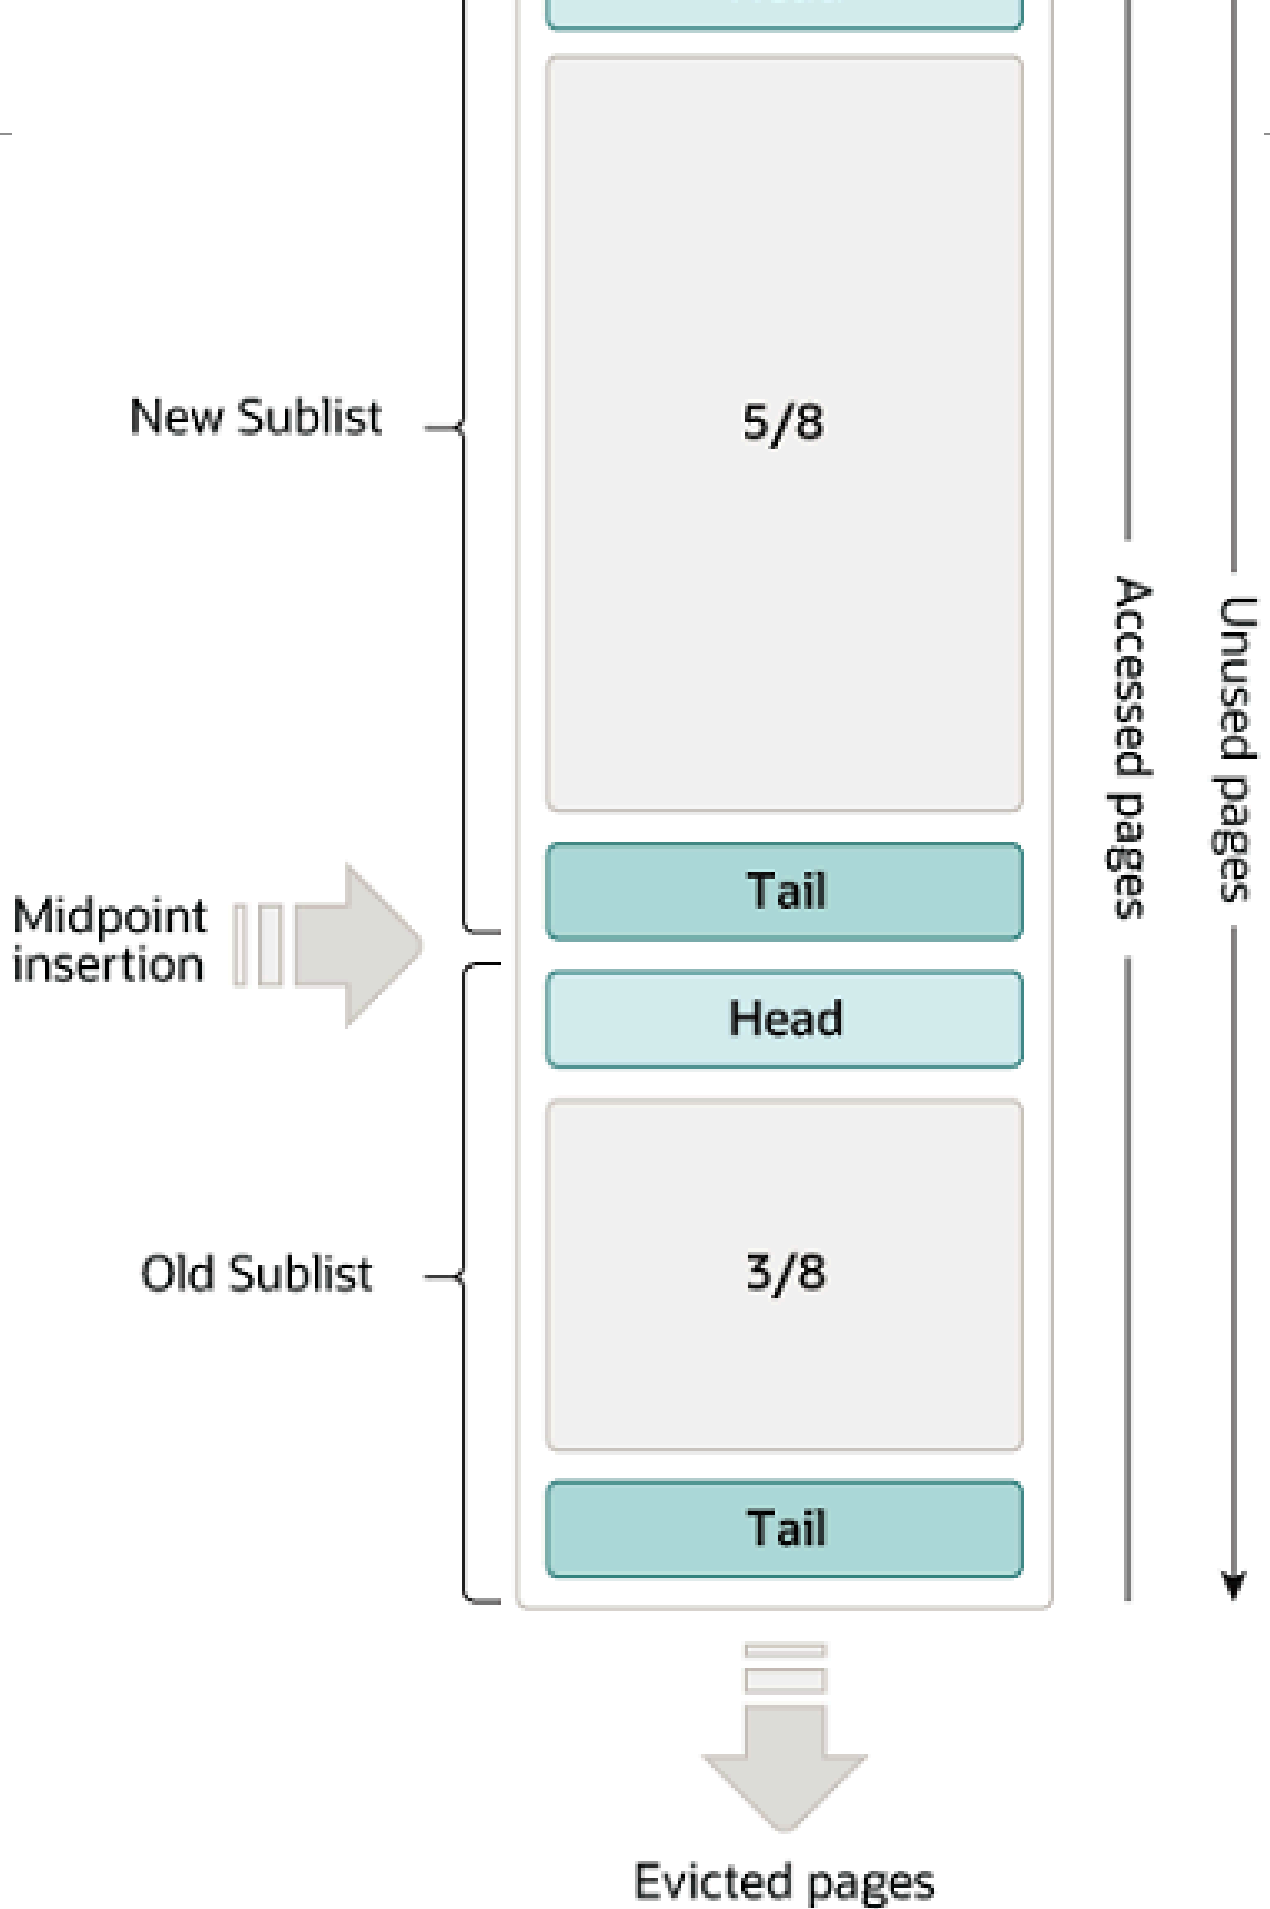 New Sublist
5/8
Accessed pages
Unused pages
Tail
Midpoint
insertion
Head
Old Sublist
3/8
Tail
Evicted pages